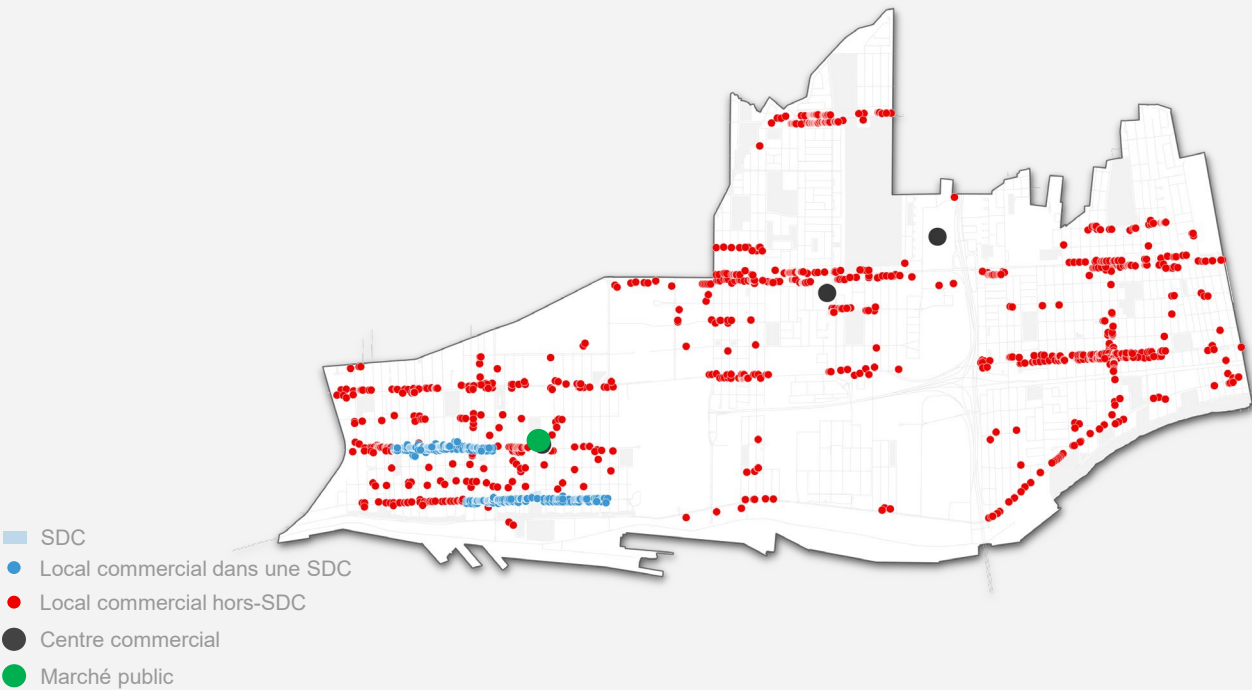 SDC
Local commercial dans une SDC
Local commercial hors-SDC
Centre commercial
Marché public